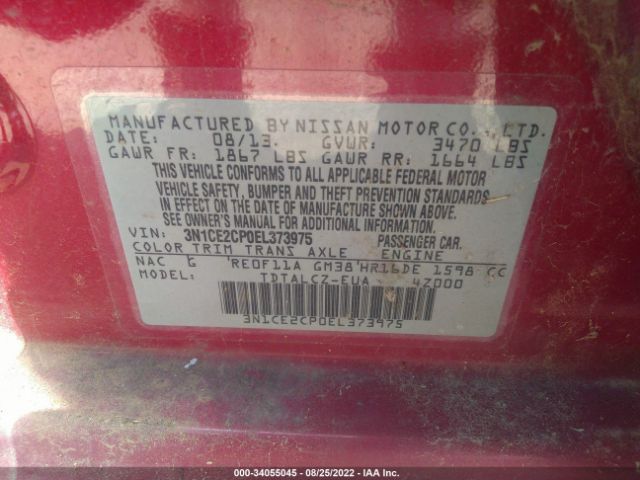 MANUFACTURED BY NISSAN MOTOR CO., LTD.
DATE: 08/13. GVWR: 3470 LBS
GAWR FR: 1867 LBS GAWR RR: 1664 LBS
THIS VEHICLE CONFORMS TO ALL APPLICABLE FEDERAL MOTOR
VEHICLE SAFETY, BUMPER AND THEFT PREVENTION STANDARDS
IN EFFECT ON THE DATE OF MANUFACTURE SHOWN ABOVE.
SEE OWNER'S MANUAL FOR ADDITIONAL INFORMATION.
VIN: 3N1CE2CP0EL373975 PASSENGER CAR.
COLOR TRIM TRANS AXLE ENGINE
NAC G RE0F11A GM38 HR16DE 1598 CC
MODEL: TDTALCZ-EUA 4Z000
3N1CE2CP0EL373975
000-34055045 - 08/25/2022 - IAA Inc.